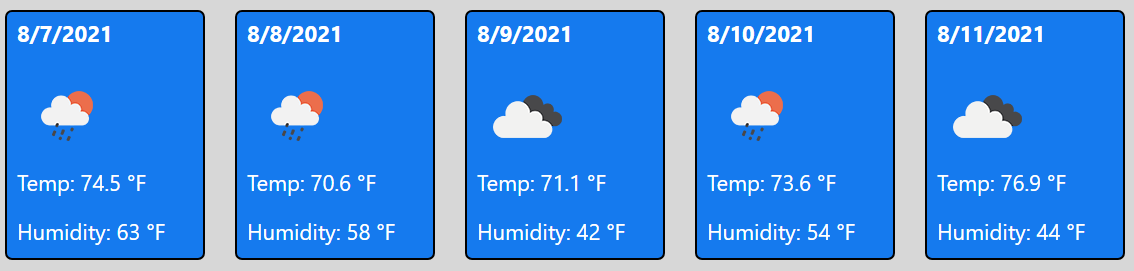 8/7/2021
Temp: 74.5 °F
Humidity: 63 °F
8/8/2021
Temp: 70.6 °F
Humidity: 58 °F
8/9/2021
Temp: 71.1 °F
Humidity: 42 °F
8/10/2021
Temp: 73.6 °F
Humidity: 54 °F
8/11/2021
Temp: 76.9 °F
Humidity: 44 °F